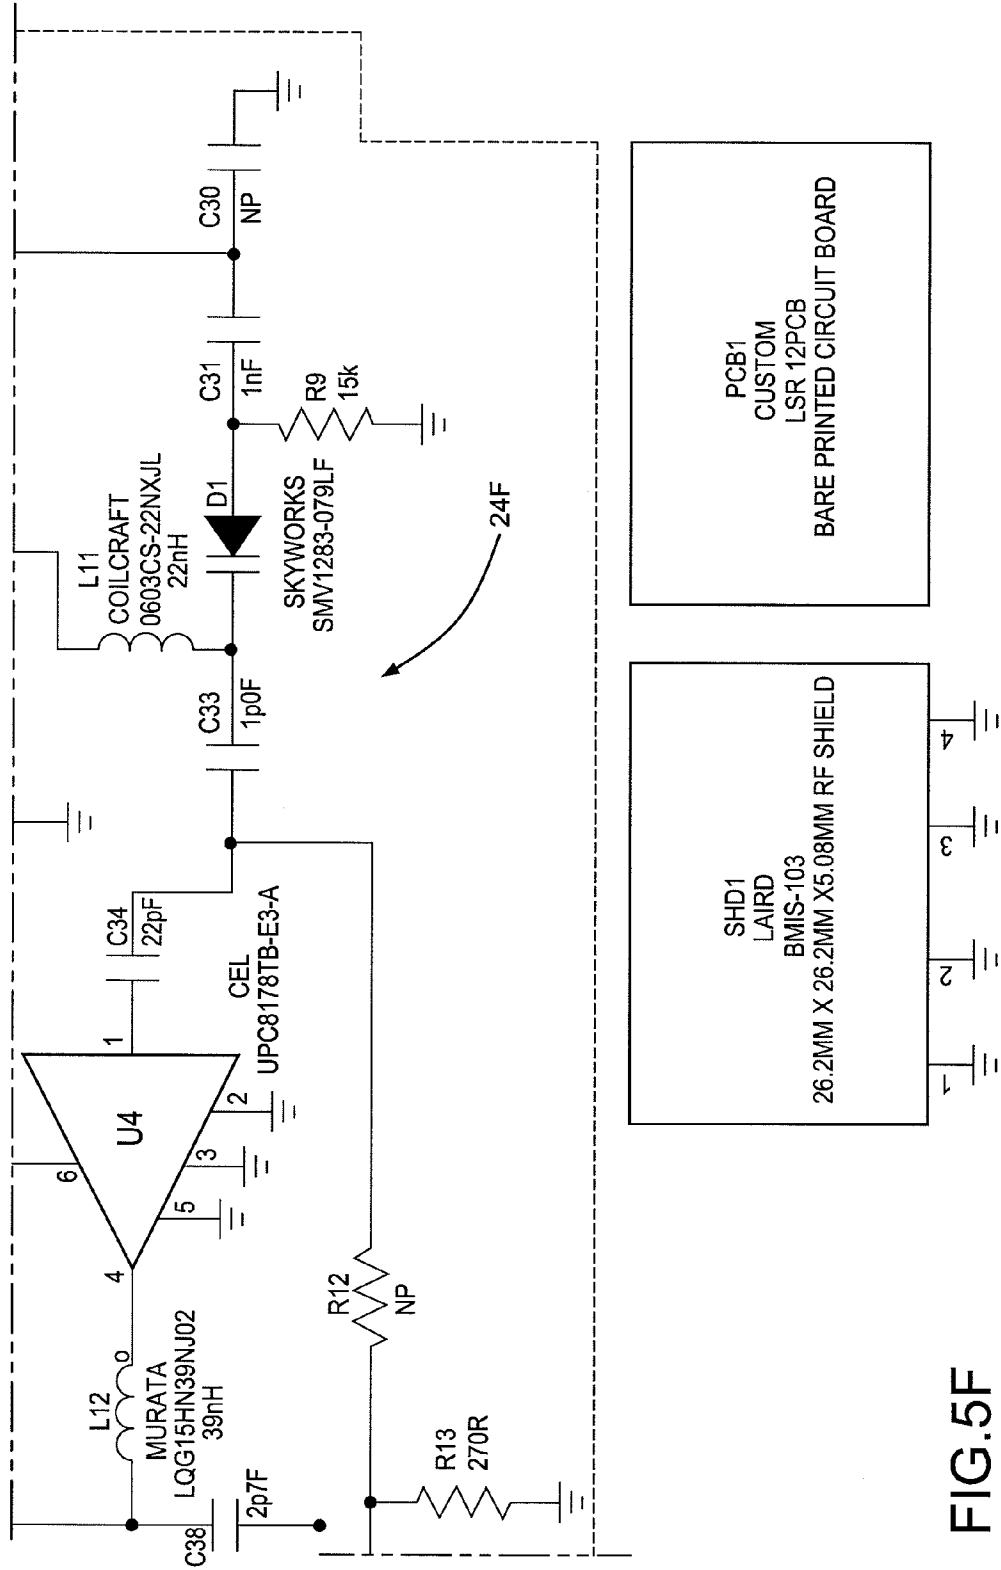 C30
NP
C31
1nF
R9
15k
L11
COILCRAFT
0603CS-22NXJL
22nH
D1
SKYWORKS
SMV1283-079LF
C33
1p0F
24F
C34
22pF
CEL
UPC8178TB-E3-A
U4
1
2
3
5
6
4
L12
O
MURATA
LQG15HN39NJ02
39nH
C38
2p7F
R12
NP
R13
270R
SHD1
LAIRD
BMIS-103
26.2MM X 26.2MM X5.08MM RF SHIELD
1
2
3
4
PCB1
CUSTOM
LSR 12PCB
BARE PRINTED CIRCUIT BOARD
FIG.5F